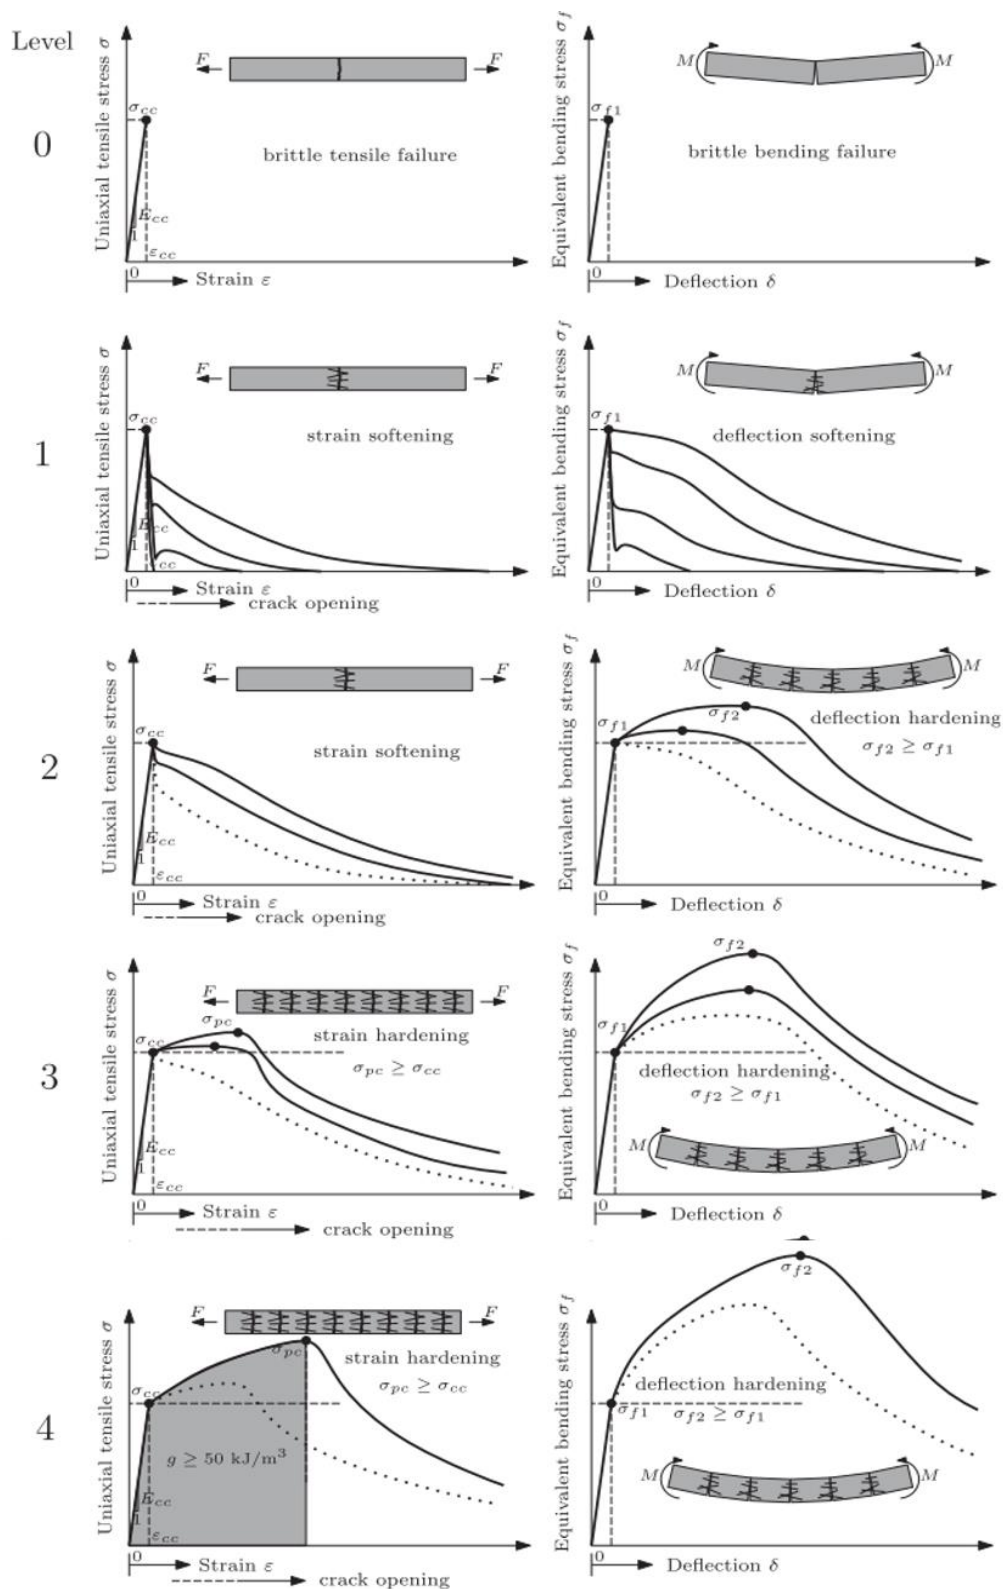 Level
0
Uniaxial tensile stress σ
F
F
σcc
brittle tensile failure
Ecc
1
εcc
0
Strain ε
Equivalent bending stress σf
M
M
σf1
brittle bending failure
0
Deflection δ
1
Uniaxial tensile stress σ
F
F
σcc
strain softening
Ecc
1
cc
0
Strain ε
crack opening
Equivalent bending stress σf
M
M
σf1
deflection softening
0
Deflection δ
2
Uniaxial tensile stress σ
F
F
σcc
strain softening
Ecc
1
εcc
0
Strain ε
crack opening
Equivalent bending stress σf
M
M
σf1
σf2
deflection hardening
σf2 ≥ σf1
0
Deflection δ
3
Uniaxial tensile stress σ
F
F
σpc
σcc
strain hardening
σpc ≥ σcc
Ecc
1
εcc
0
Strain ε
crack opening
Equivalent bending stress σf
σf2
σf1
deflection hardening
σf2 ≥ σf1
M
M
0
Deflection δ
4
Uniaxial tensile stress σ
F
F
σpc
σcc
strain hardening
σpc ≥ σcc
g ≥ 50 kJ/m³
Ecc
1
εcc
0
Strain ε
crack opening
Equivalent bending stress σf
σf2
deflection hardening
σf1
σf2 ≥ σf1
M
M
0
Deflection δ